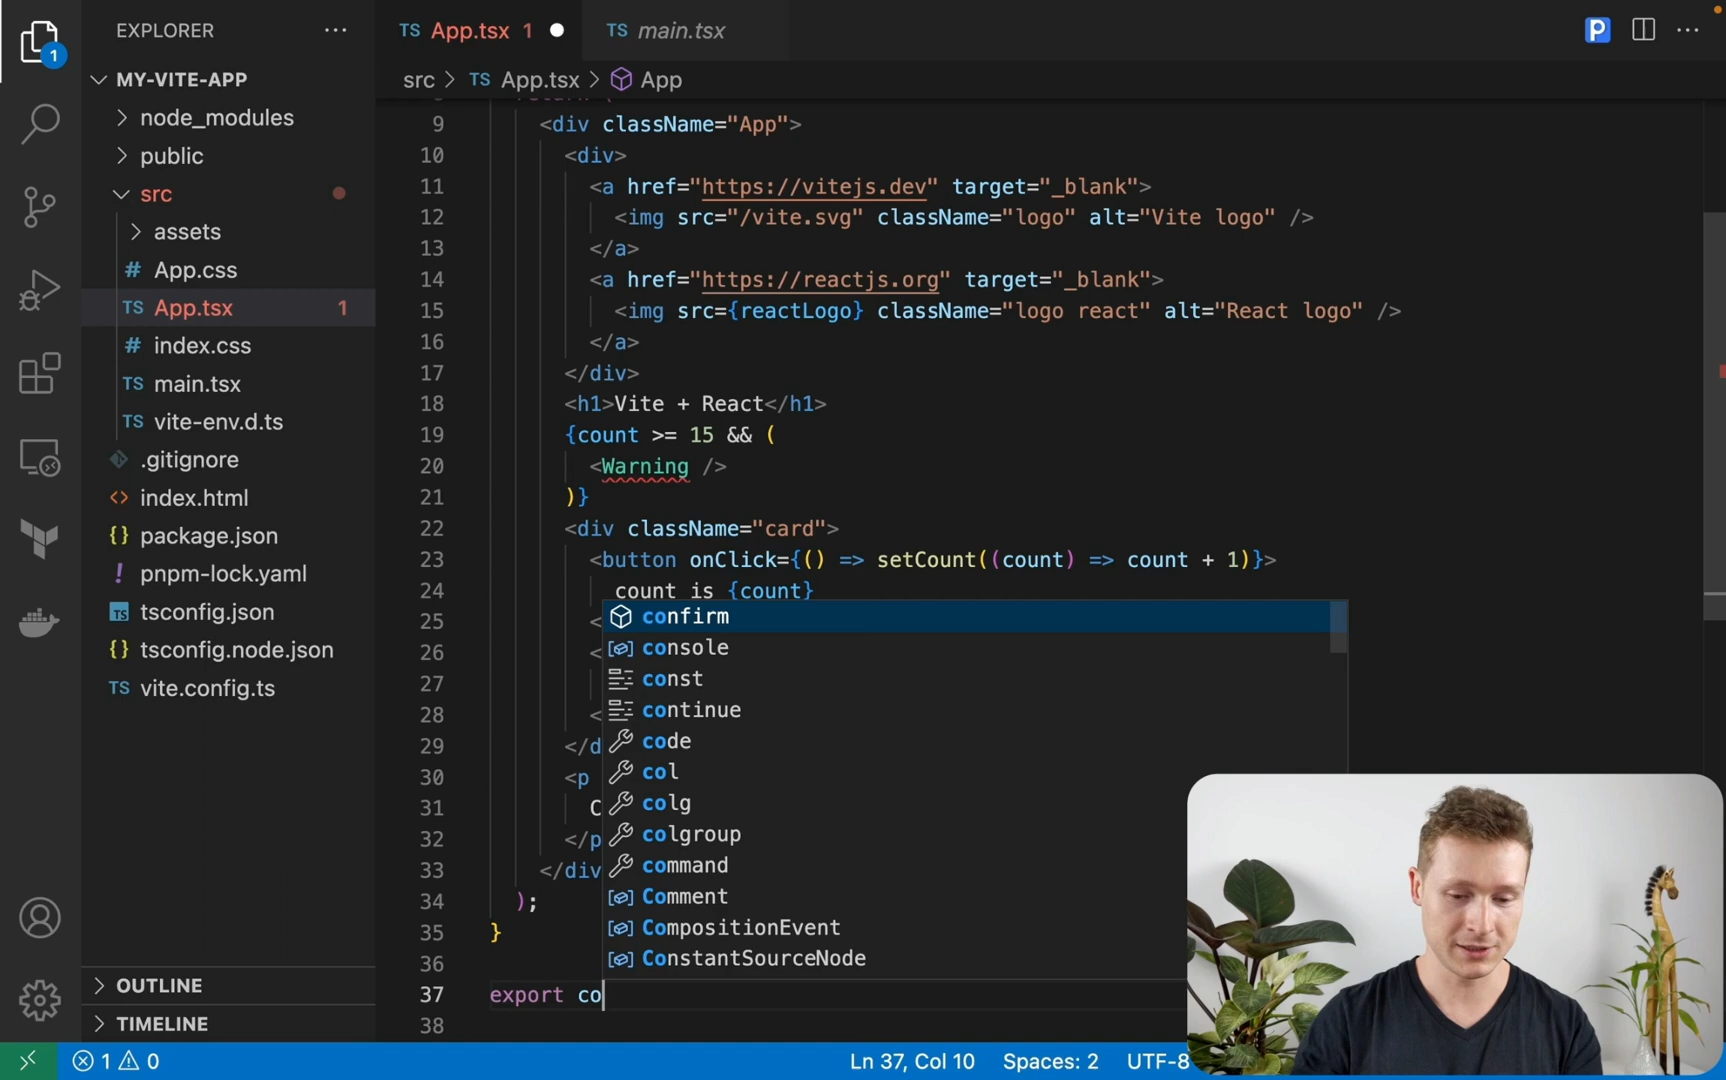 EXPLORER
MY-VITE-APP
node_modules
public
src
assets
# App.css
TS App.tsx 1
# index.css
TS main.tsx
TS vite-env.d.ts
.gitignore
<> index.html
{} package.json
! pnpm-lock.yaml
TS tsconfig.json
{} tsconfig.node.json
TS vite.config.ts
OUTLINE
TIMELINE
1
TS App.tsx 1
TS main.tsx
P
src > TS App.tsx > App
9 <div className="App">
10 <div>
11 <a href="https://vitejs.dev" target="_blank">
12 <img src="/vite.svg" className="logo" alt="Vite logo" />
13 </a>
14 <a href="https://reactjs.org" target="_blank">
15 <img src={reactLogo} className="logo react" alt="React logo" />
16 </a>
17 </div>
18 <h1>Vite + React</h1>
19 {count >= 15 && (
20 <Warning />
21 )}
22 <div className="card">
23 <button onClick={() => setCount((count) => count + 1)}>
24 count is {count}
25 <
26 <
27
28 <
29 </d
30 <p
31 C
32 </p
33 </div
34 );
35 }
36
37 export co
38
confirm
console
const
continue
code
col
colg
colgroup
command
Comment
CompositionEvent
ConstantSourceNode
1 0
Ln 37, Col 10
Spaces: 2
UTF-8